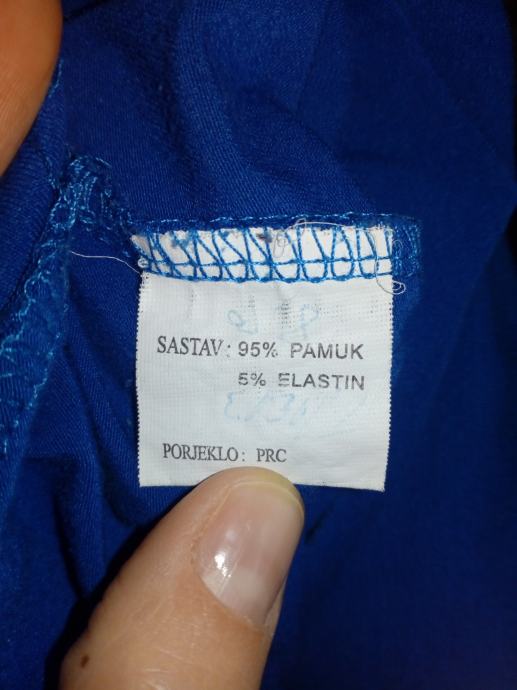 SASTAV: 95% PAMUK
5% ELASTIN
PORJEKLO: PRC